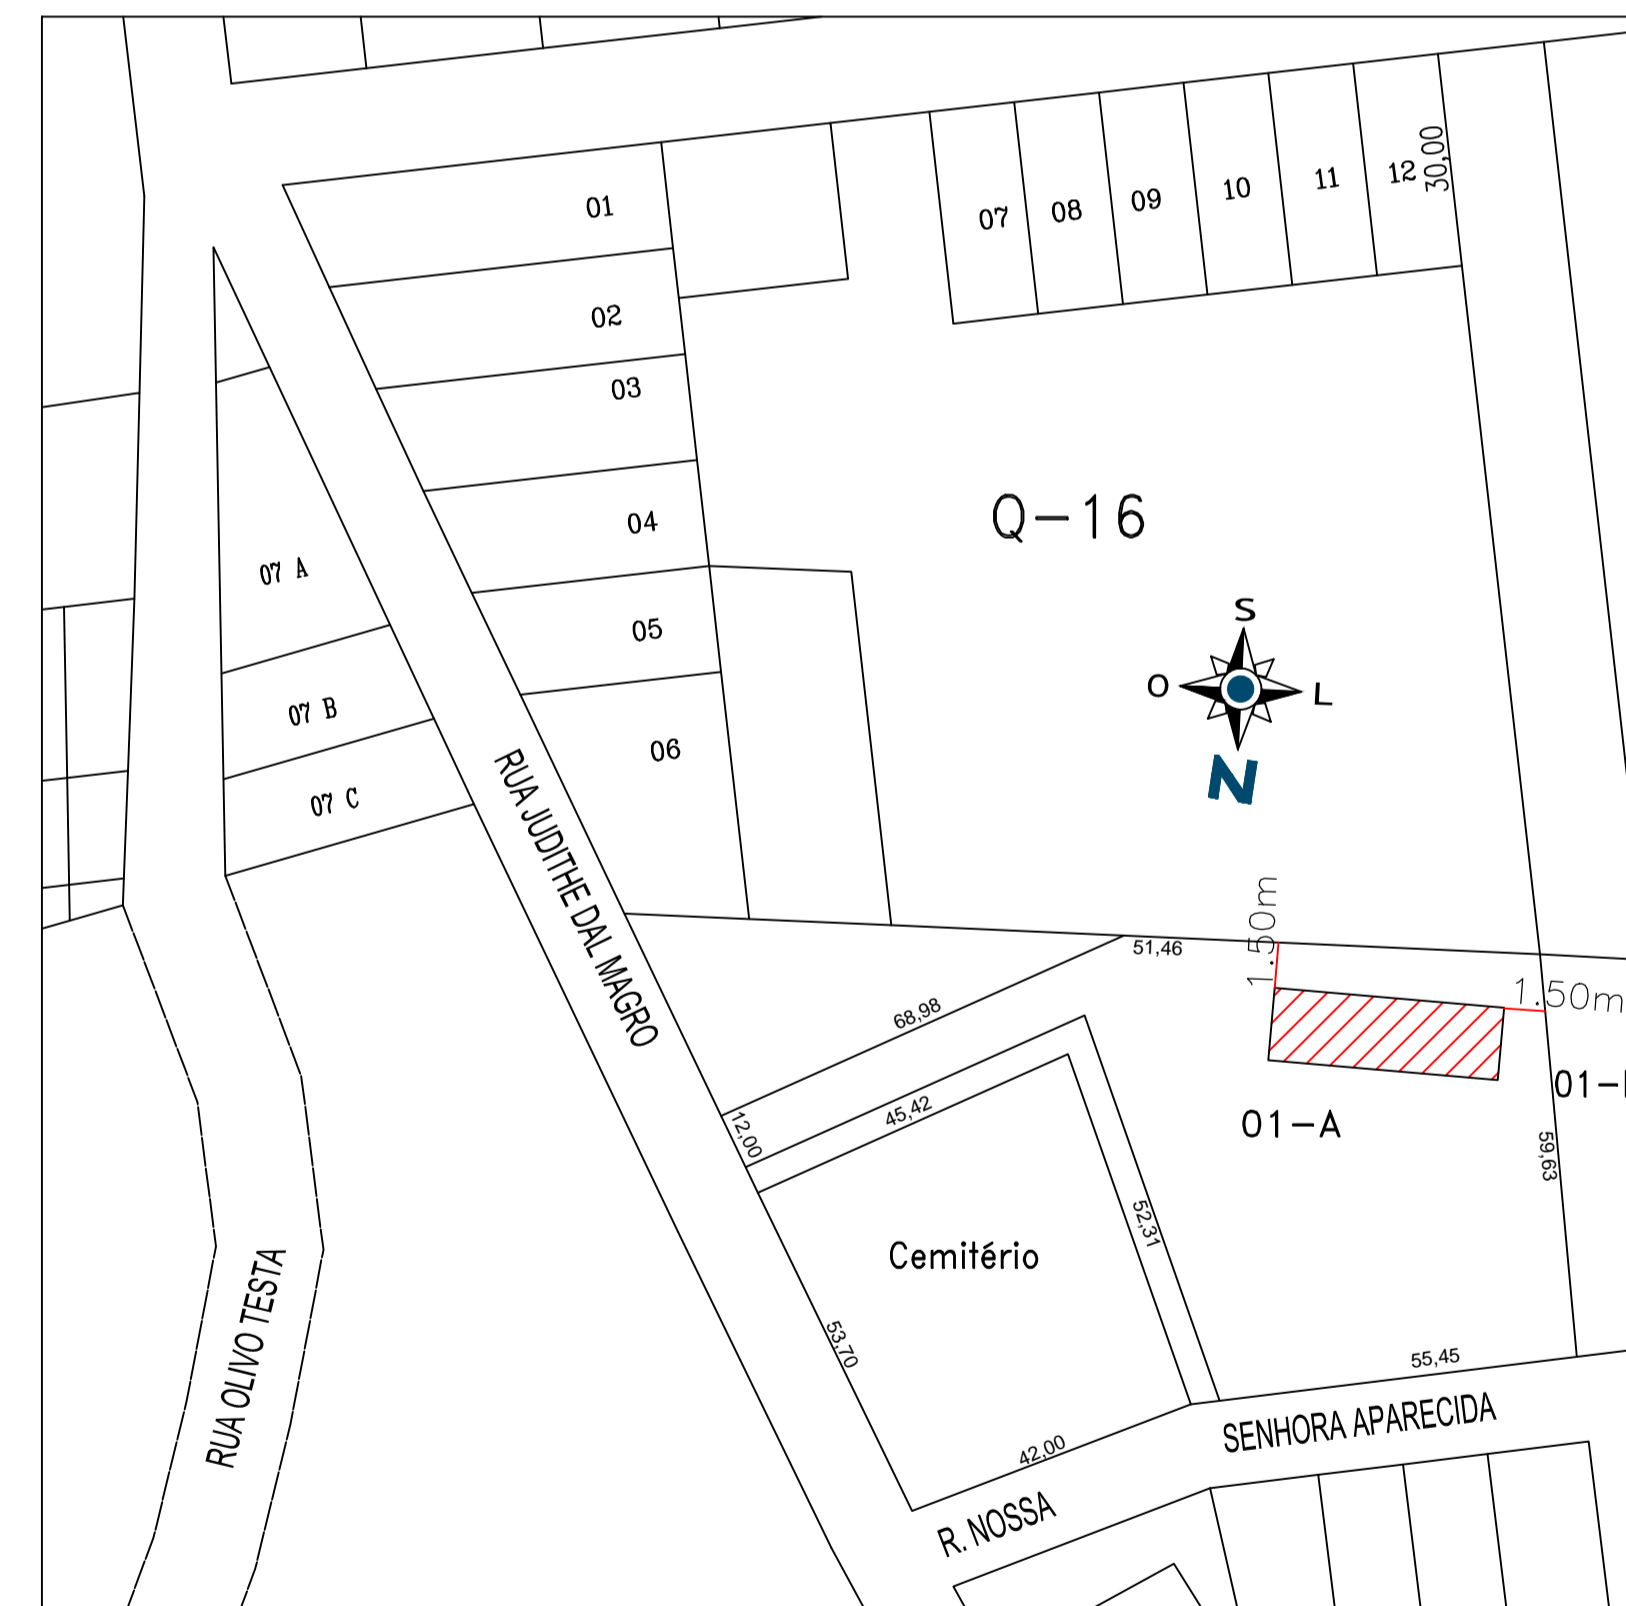 01
02
03
04
05
06
07
08
09
10
11
12
30,00
Q-16
S
O
L
N
07 A
07 B
07 C
RUA JUDITHE DAL MAGRO
51,46
1.50m
1.50m
68,98
12,00
45,42
01-A
59,63
52,31
Cemitério
53,70
55,45
42,00
RUA OLIVO TESTA
R. NOSSA
SENHORA APARECIDA